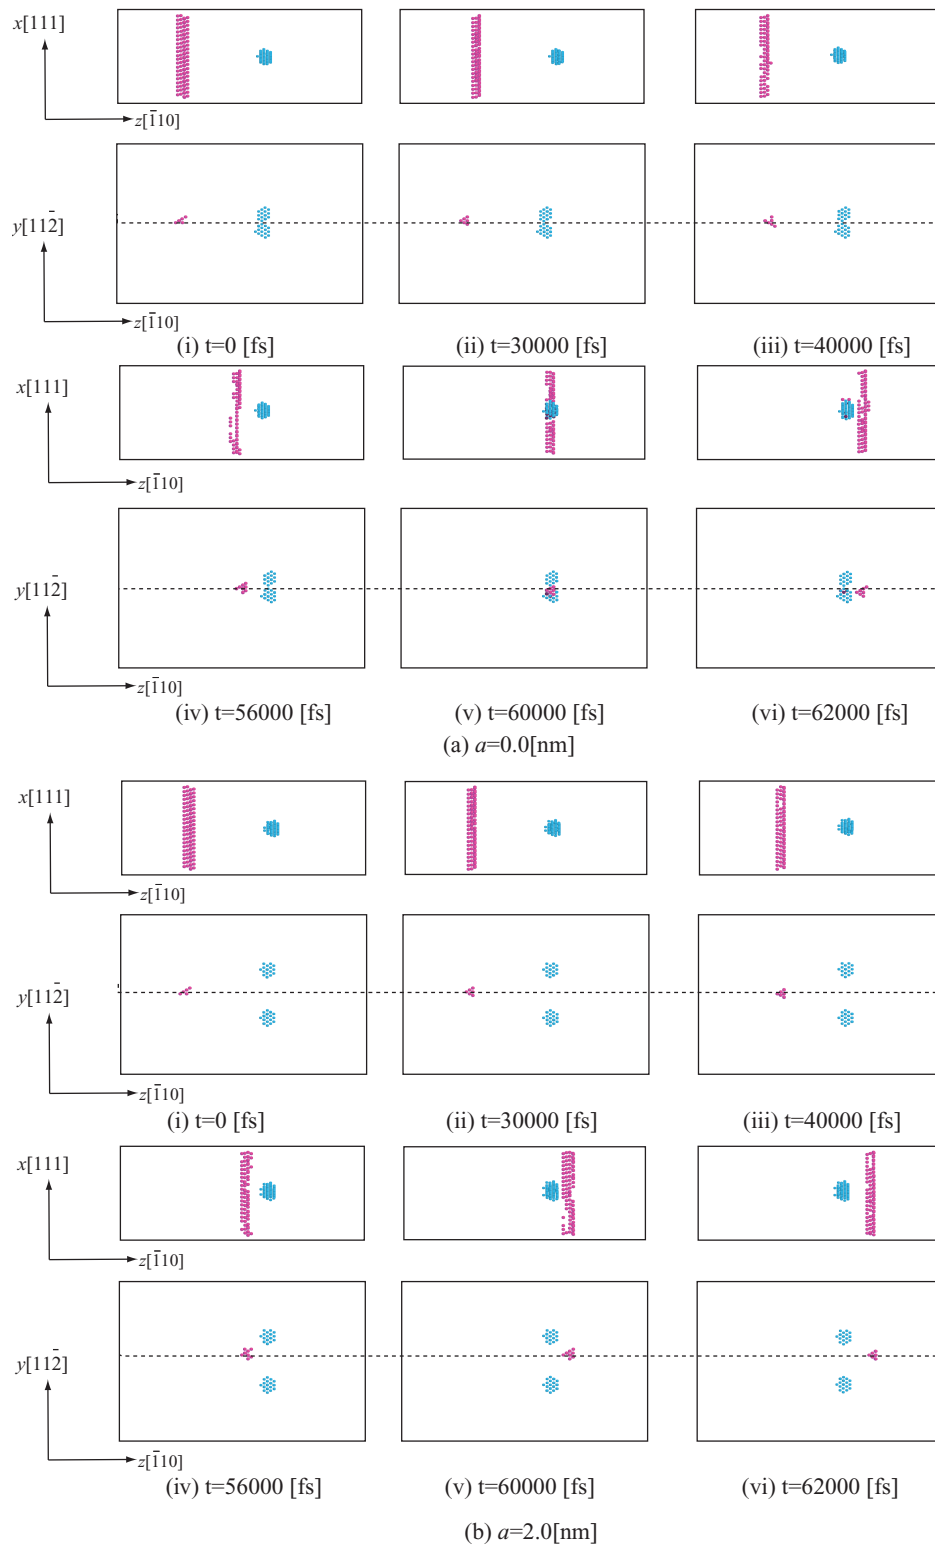 x[111]
z[1̄10]
y[112̄]
z[1̄10]
(i) t=0 [fs] (ii) t=30000 [fs] (iii) t=40000 [fs]
x[111]
z[1̄10]
y[112̄]
z[1̄10]
(iv) t=56000 [fs] (v) t=60000 [fs] (vi) t=62000 [fs]
(a) a=0.0[nm]
x[111]
z[1̄10]
y[112̄]
z[1̄10]
(i) t=0 [fs] (ii) t=30000 [fs] (iii) t=40000 [fs]
x[111]
z[1̄10]
y[112̄]
z[1̄10]
(iv) t=56000 [fs] (v) t=60000 [fs] (vi) t=62000 [fs]
(b) a=2.0[nm]